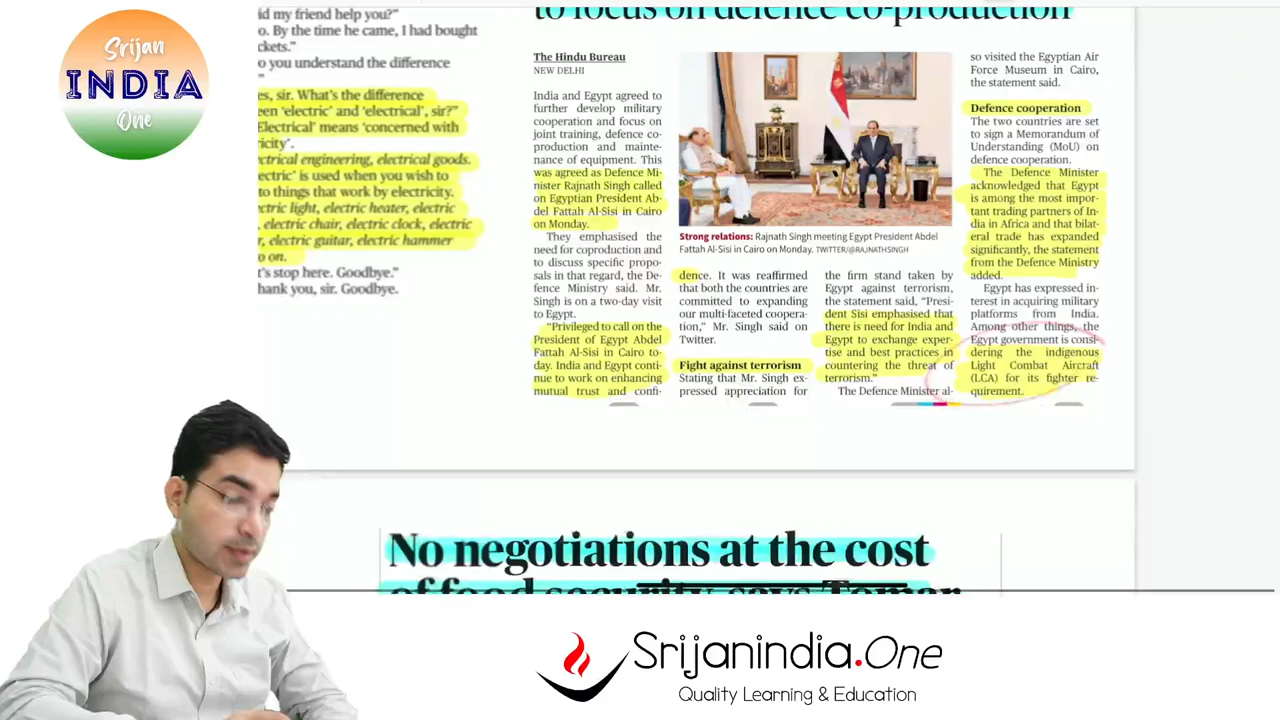 Srijan
INDIA
One
id my friend help you?"
o. By the time he came, I had bought
ckets."
o you understand the difference
"
es, sir. What's the difference
een 'electric' and 'electrical', sir?"
Electrical' means 'concerned with
ricity'.
ectrical engineering, electrical goods.
ectric' is used when you wish to
to things that work by electricity.
ctric light, electric heater, electric
, electric chair, electric clock, electric
r, electric guitar, electric hammer
o on.
t's stop here. Goodbye."
hank you, sir. Goodbye.
to focus on defence co-production
The Hindu Bureau
NEW DELHI
India and Egypt agreed to
further develop military
cooperation and focus on
joint training, defence co-
production and mainte-
nance of equipment. This
was agreed as Defence Mi-
nister Rajnath Singh called
on Egyptian President Ab-
del Fattah Al-Sisi in Cairo
on Monday.
They emphasised the
need for coproduction and
to discuss specific propo-
sals in that regard, the De-
fence Ministry said. Mr.
Singh is on a two-day visit
to Egypt.
"Privileged to call on the
President of Egypt Abdel
Fattah Al-Sisi in Cairo to-
day. India and Egypt conti-
nue to work on enhancing
mutual trust and confi-
Strong relations: Rajnath Singh meeting Egypt President Abdel
Fattah Al-Sisi in Cairo on Monday. TWITTER/@RAJNATHSINGH
dence. It was reaffirmed
that both the countries are
committed to expanding
our multi-faceted coopera-
tion," Mr. Singh said on
Twitter.
Fight against terrorism
Stating that Mr. Singh ex-
pressed appreciation for
the firm stand taken by
Egypt against terrorism,
the statement said, "Presi-
dent Sisi emphasised that
there is need for India and
Egypt to exchange exper-
tise and best practices in
countering the threat of
terrorism."
The Defence Minister al-
so visited the Egyptian Air
Force Museum in Cairo,
the statement said.
Defence cooperation
The two countries are set
to sign a Memorandum of
Understanding (MoU) on
defence cooperation.
The Defence Minister
acknowledged that Egypt
is among the most impor-
tant trading partners of In-
dia in Africa and that bilat-
eral trade has expanded
significantly, the statement
from the Defence Ministry
added.
Egypt has expressed in-
terest in acquiring military
platforms from India.
Among other things, the
Egypt government is consi-
dering the indigenous
Light Combat Aircraft
(LCA) for its fighter re-
quirement.
No negotiations at the cost
of food security, says Tomar
Srijanindia.One
Quality Learning & Education